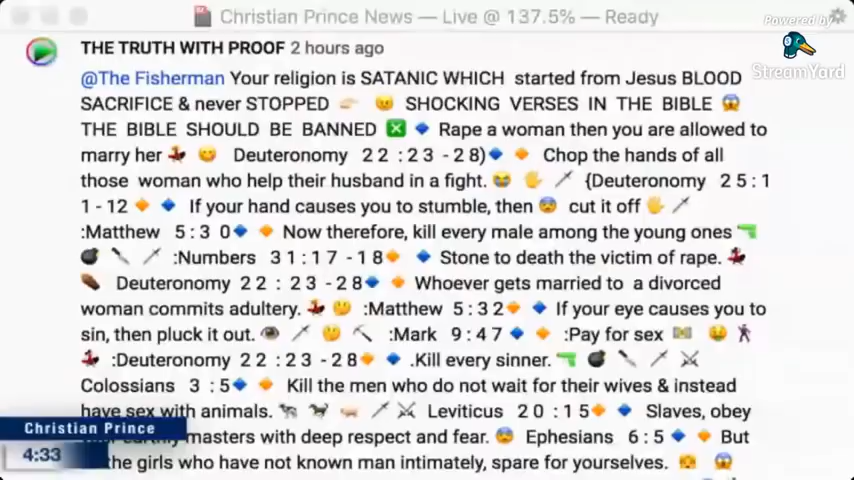 Christian Prince News — Live @ 137.5% — Ready
Powered by
StreamYard
THE TRUTH WITH PROOF 2 hours ago
@The Fisherman Your religion is SATANIC WHICH started from Jesus BLOOD
SACRIFICE & never STOPPED 👉🏻 😠 SHOCKING VERSES IN THE BIBLE 😱
THE BIBLE SHOULD BE BANNED ❎ 🔹 Rape a woman then you are allowed to
marry her 💃 😋 Deuteronomy 22:23-28)🔹 🔸 Chop the hands of all
those woman who help their husband in a fight. 😭 🖐 🗡 {Deuteronomy 25:1
1-12🔸 🔹 If your hand causes you to stumble, then 😨 cut it off 🖐 🗡
:Matthew 5:30🔹 🔸 Now therefore, kill every male among the young ones 🔫
💣 🔪 🗡 :Numbers 31:17-18🔸 🔹 Stone to death the victim of rape. 💃
⚰ Deuteronomy 22:23-28🔹 🔸 Whoever gets married to a divorced
woman commits adultery. 💃 🤔 :Matthew 5:32🔸 🔹 If your eye causes you to
sin, then pluck it out. 👁 🗡 🤔 ⛏ :Mark 9:47🔹 🔸 :Pay for sex 💵 🤑 🕺
💃 :Deuteronomy 22:23-28🔸 🔹 .Kill every sinner. 🔫 💣 🔪 🗡 ⚔
Colossians 3:5🔹 🔸 Kill the men who do not wait for their wives & instead
have sex with animals. 🐕 🐈‍⬛ 🐖 🗡 ⚔ Leviticus 20:15🔸 🔹 Slaves, obey
masters with deep respect and fear. 😨 Ephesians 6:5🔹 🔸 But
the girls who have not known man intimately, spare for yourselves. 👧 😱
Christian Prince
4:33